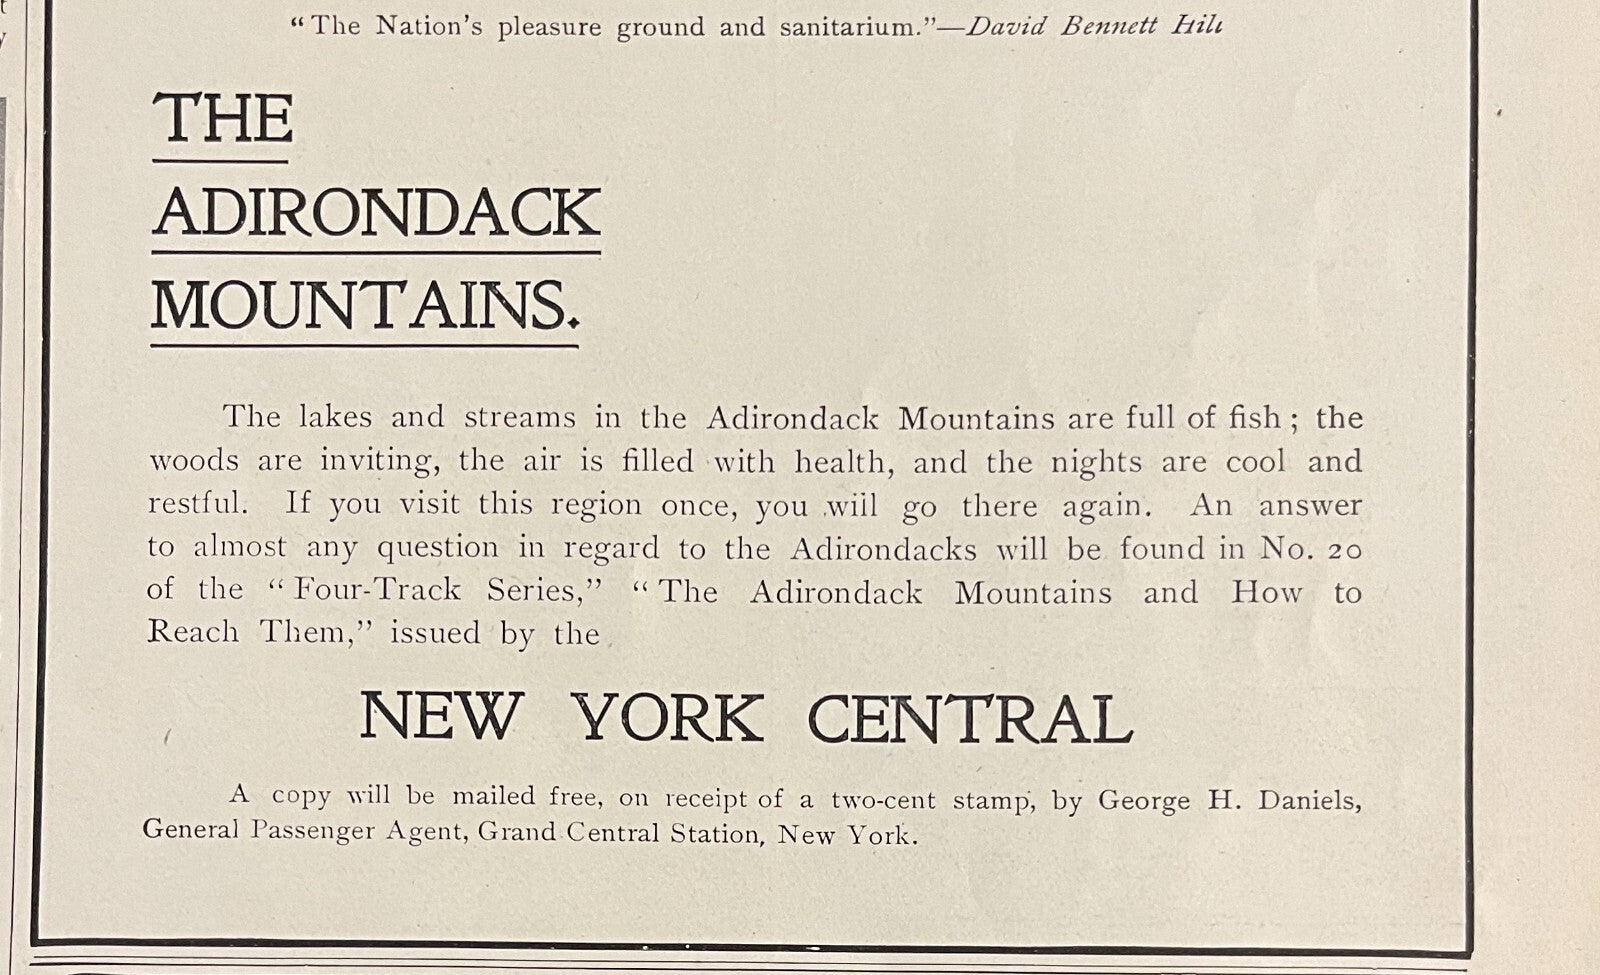 “The Nation’s pleasure ground and sanitarium.”—David Bennett Hill
THE
ADIRONDACK
MOUNTAINS.
The lakes and streams in the Adirondack Mountains are full of fish; the
woods are inviting, the air is filled with health, and the nights are cool and
restful. If you visit this region once, you will go there again. An answer
to almost any question in regard to the Adirondacks will be found in No. 20
of the “Four-Track Series,” “The Adirondack Mountains and How to
Reach Them,” issued by the
NEW YORK CENTRAL
A copy will be mailed free, on receipt of a two-cent stamp, by George H. Daniels,
General Passenger Agent, Grand Central Station, New York.